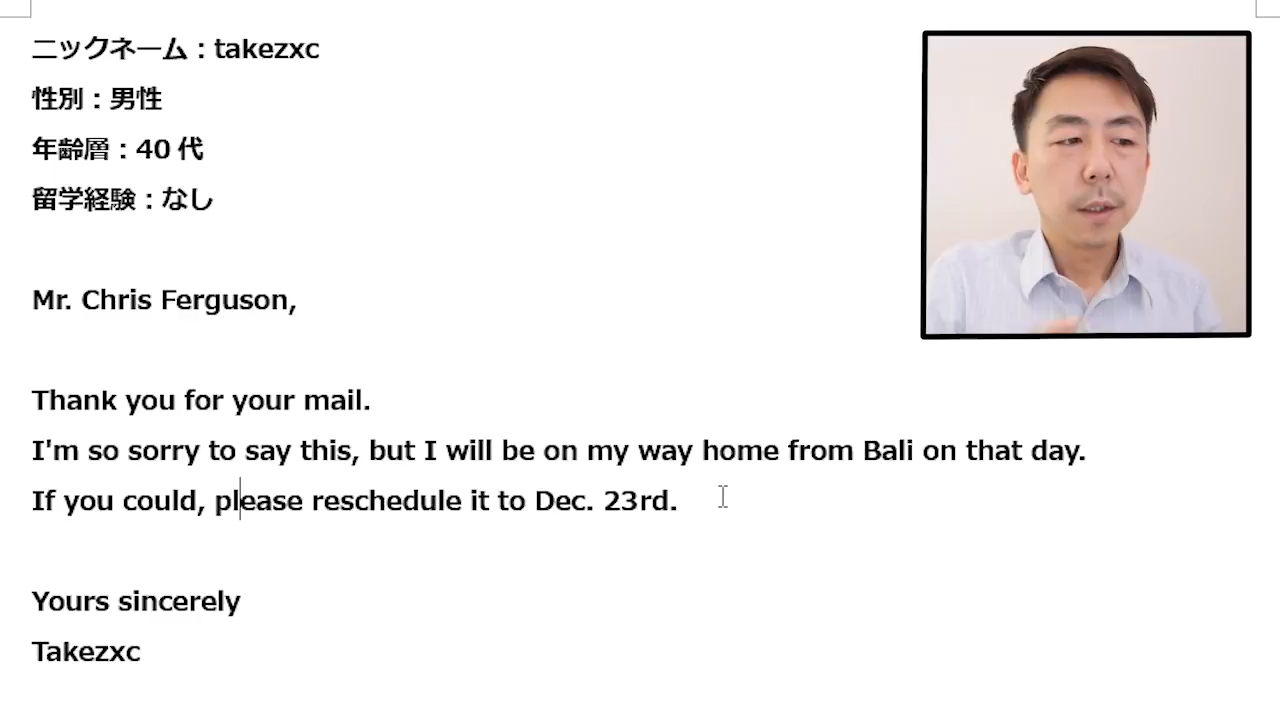 ニックネーム：takezxc
性別：男性
年齢層：40 代
留学経験：なし
Mr. Chris Ferguson,
Thank you for your mail.
I'm so sorry to say this, but I will be on my way home from Bali on that day.
If you could, please reschedule it to Dec. 23rd.
Yours sincerely
Takezxc